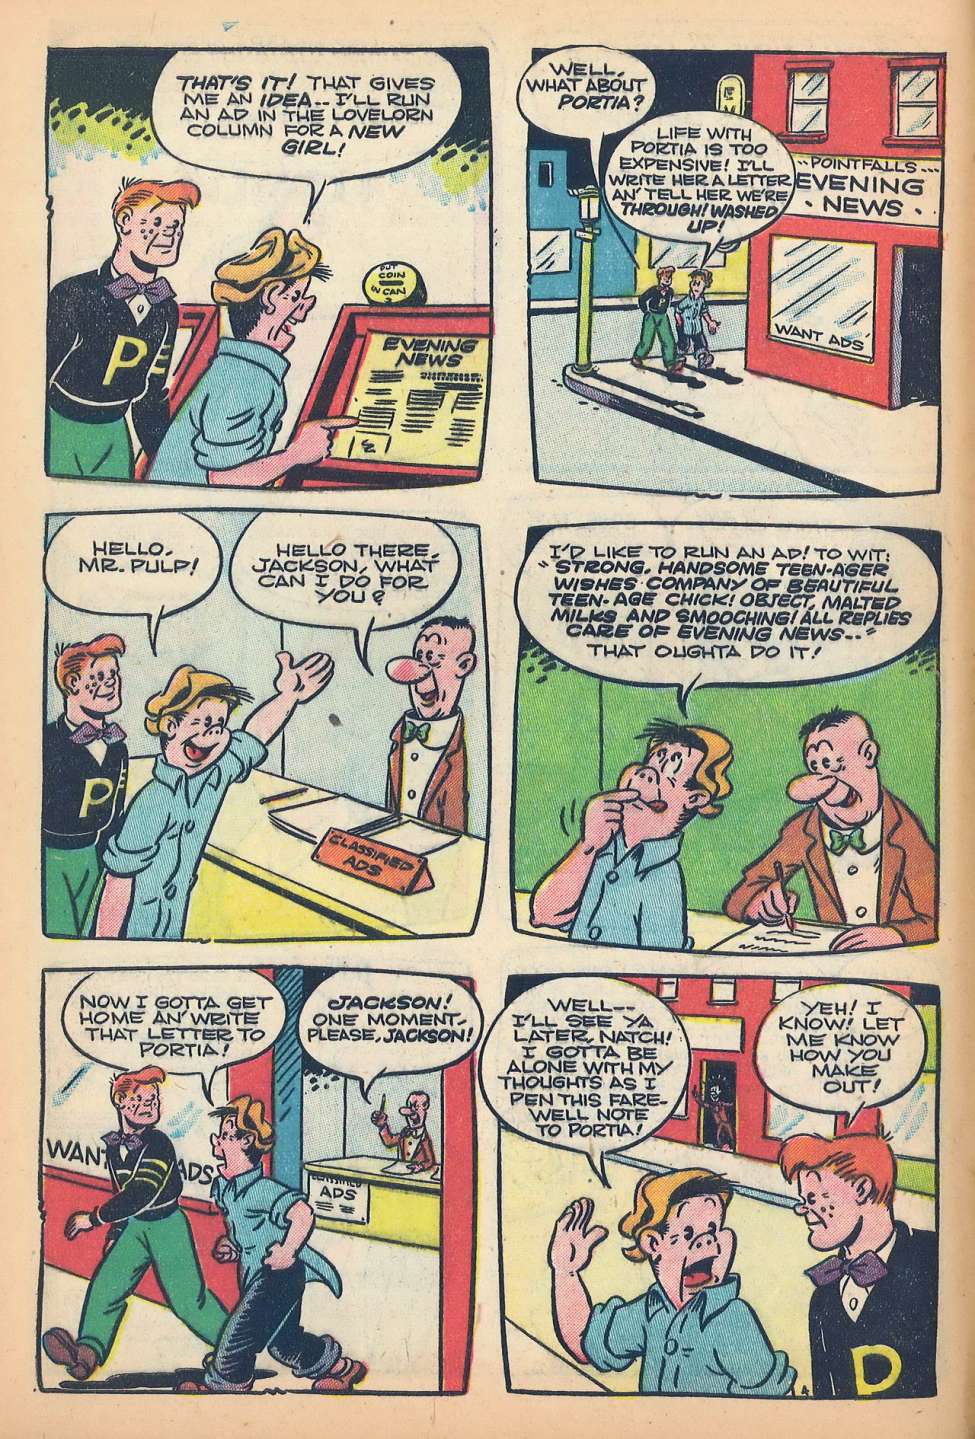 THAT'S IT! THAT GIVES
ME AN IDEA-- I'LL RUN
AN AD IN THE LOVELORN
COLUMN FOR A NEW
GIRL!
PUT
COIN
IN CAN
EVENING
NEWS
P
WELL,
WHAT ABOUT
PORTIA?
LIFE WITH
PORTIA IS TOO
EXPENSIVE! I'LL
WRITE HER A LETTER
AN' TELL HER WE'RE
THROUGH! WASHED
UP!
POINTFALLS...
EVENING
NEWS
WANT ADS
HELLO,
MR. PULP!
HELLO THERE,
JACKSON, WHAT
CAN I DO FOR
YOU?
P
CLASSIFIED
ADS
I'D LIKE TO RUN AN AD! TO WIT:
"STRONG, HANDSOME TEEN-AGER
WISHES COMPANY OF BEAUTIFUL
TEEN-AGE CHICK! OBJECT, MALTED
MILKS AND SMOOCHING! ALL REPLIES
CARE OF EVENING NEWS--"
THAT OUGHTA DO IT!
NOW I GOTTA GET
HOME AN' WRITE
THAT LETTER TO
PORTIA!
JACKSON!
ONE MOMENT,
PLEASE, JACKSON!
WANT ADS
CLASSIFIED
ADS
WELL--
I'LL SEE YA
LATER, NATCH!
I GOTTA BE
ALONE WITH MY
THOUGHTS AS I
PEN THIS FARE-
WELL NOTE
TO PORTIA!
YEH! I
KNOW! LET
ME KNOW
HOW YOU
MAKE
OUT!
P
4